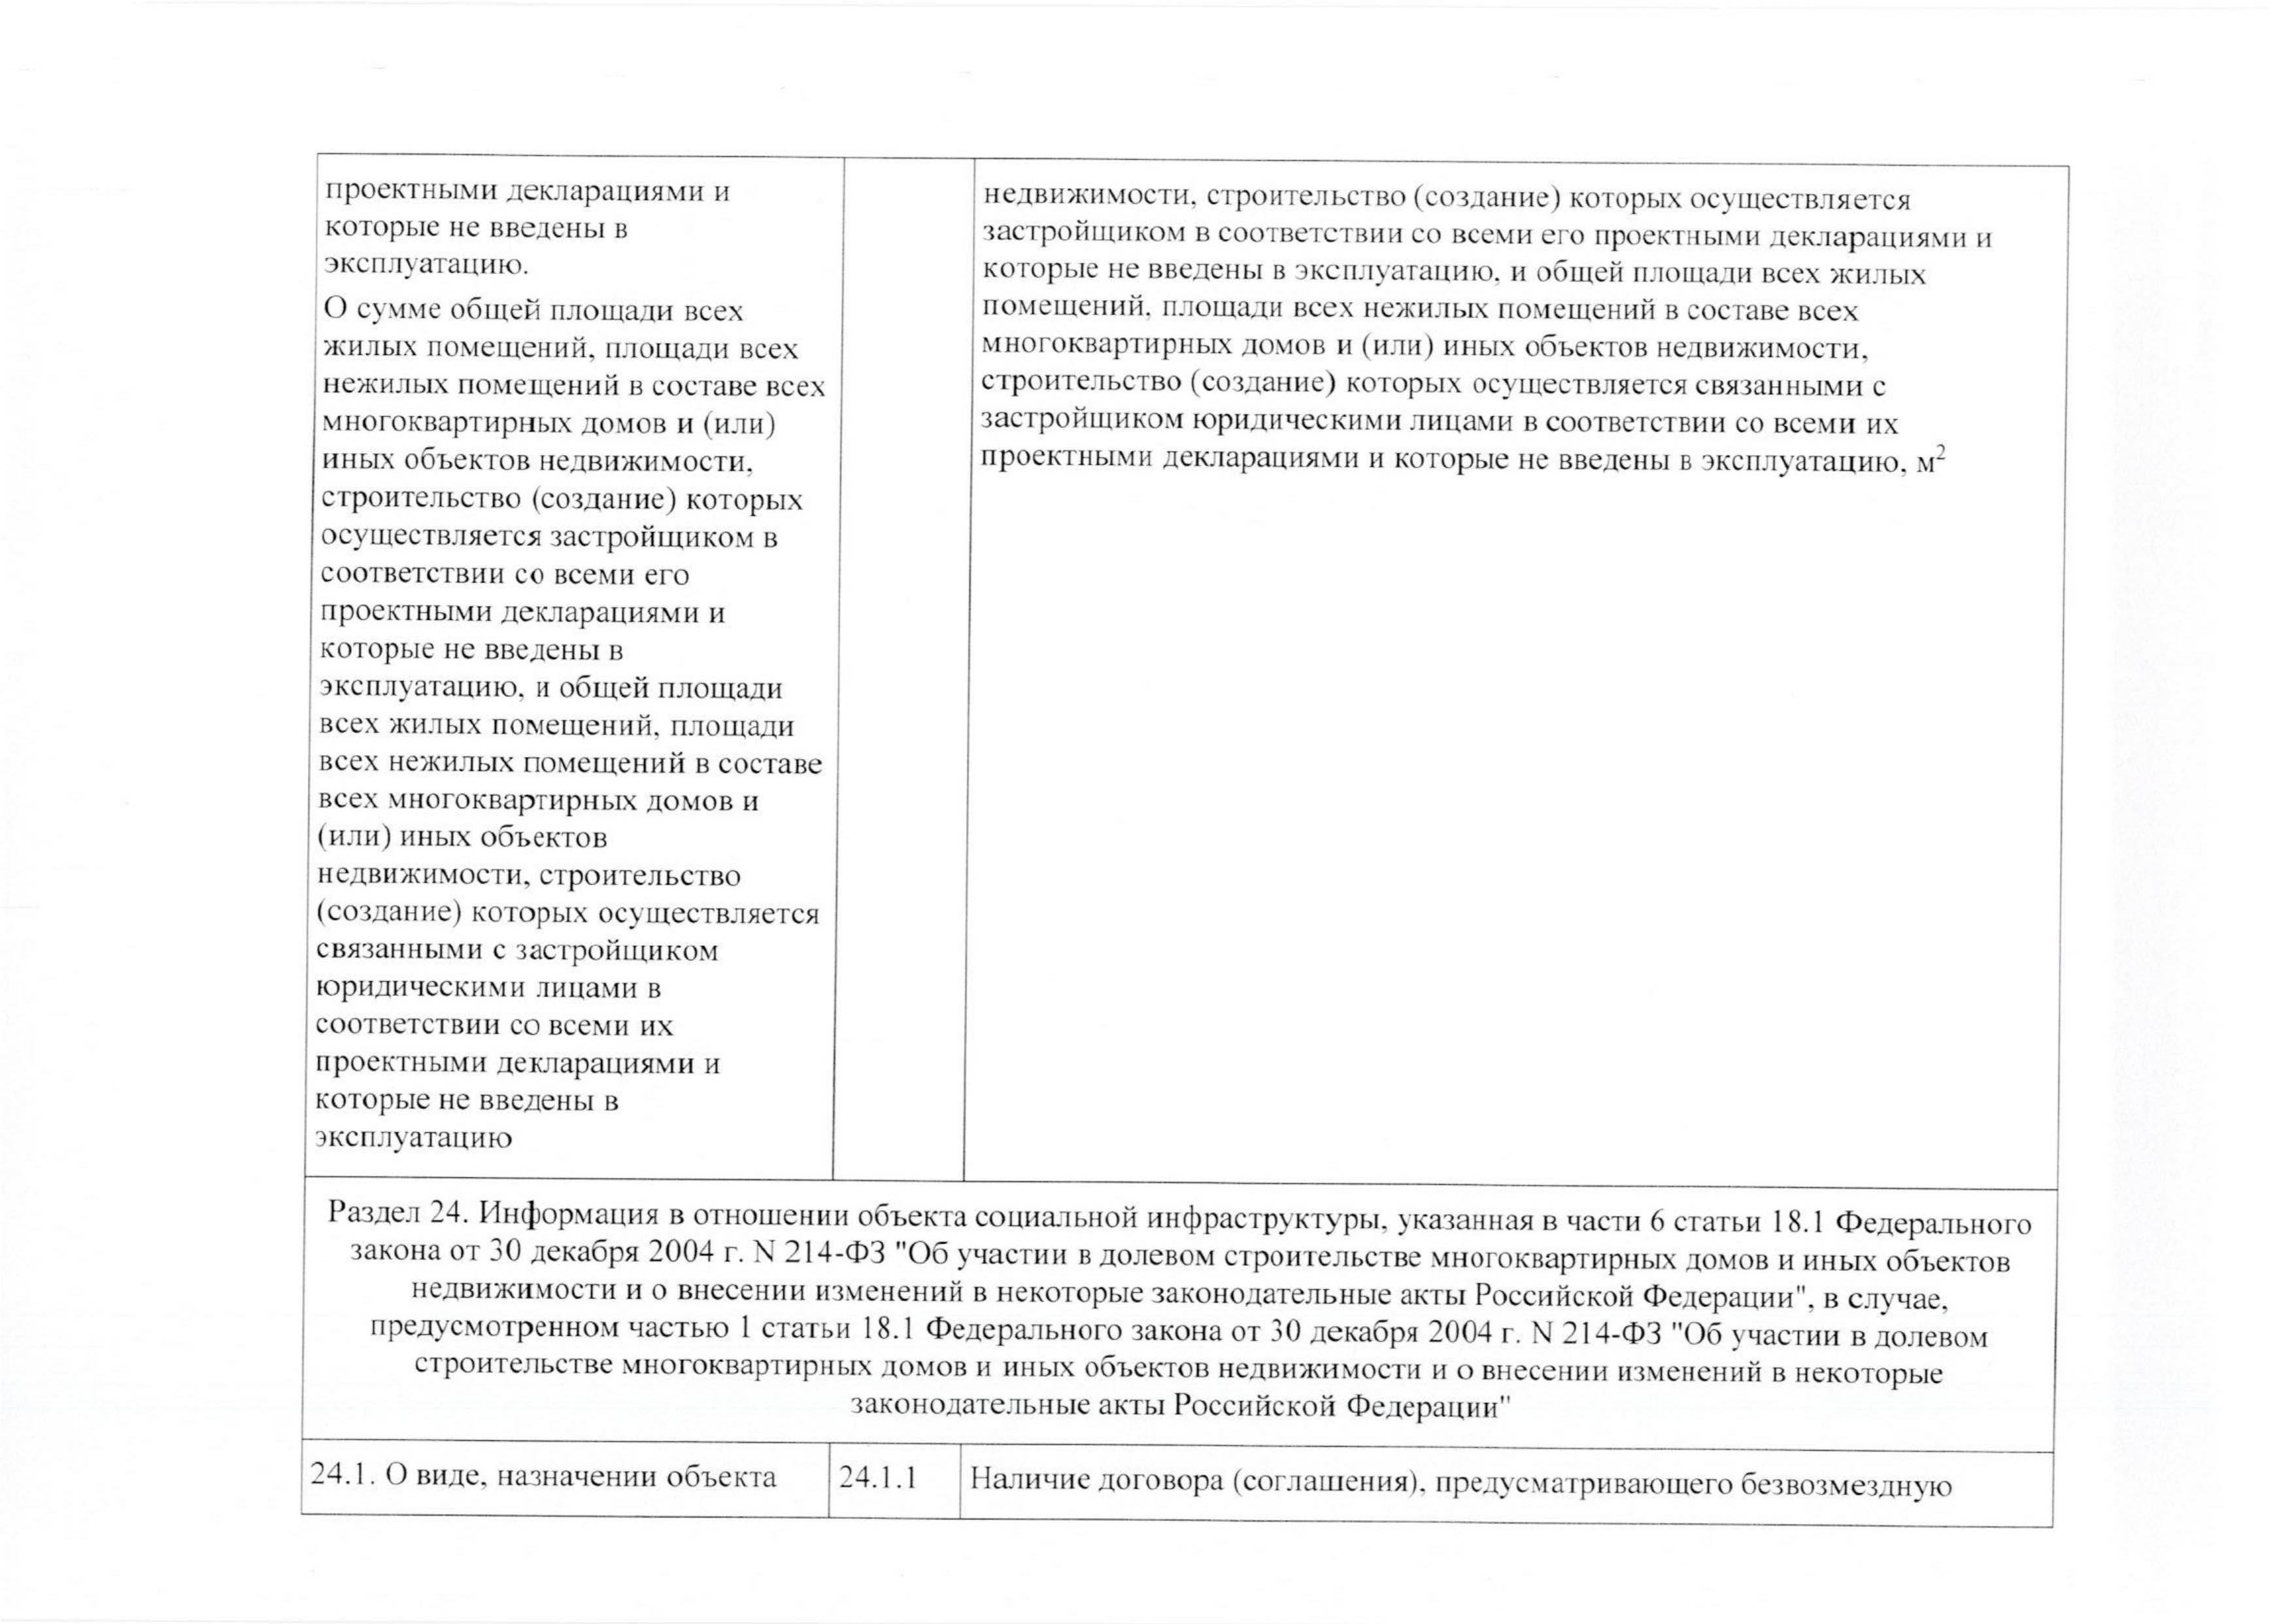 проектными декларациями и
которые не введены в
эксплуатацию.
О сумме общей площади всех
жилых помещений, площади всех
нежилых помещений в составе всех
многоквартирных домов и (или)
иных объектов недвижимости,
строительство (создание) которых
осуществляется застройщиком в
соответствии со всеми его
проектными декларациями и
которые не введены в
эксплуатацию, и общей площади
всех жилых помещений, площади
всех нежилых помещений в составе
всех многоквартирных домов и
(или) иных объектов
недвижимости, строительство
(создание) которых осуществляется
связанными с застройщиком
юридическими лицами в
соответствии со всеми их
проектными декларациями и
которые не введены в
эксплуатацию
недвижимости, строительство (создание) которых осуществляется
застройщиком в соответствии со всеми его проектными декларациями и
которые не введены в эксплуатацию, и общей площади всех жилых
помещений, площади всех нежилых помещений в составе всех
многоквартирных домов и (или) иных объектов недвижимости,
строительство (создание) которых осуществляется связанными с
застройщиком юридическими лицами в соответствии со всеми их
проектными декларациями и которые не введены в эксплуатацию, м²
Раздел 24. Информация в отношении объекта социальной инфраструктуры, указанная в части 6 статьи 18.1 Федерального
закона от 30 декабря 2004 г. N 214-ФЗ "Об участии в долевом строительстве многоквартирных домов и иных объектов
недвижимости и о внесении изменений в некоторые законодательные акты Российской Федерации", в случае,
предусмотренном частью 1 статьи 18.1 Федерального закона от 30 декабря 2004 г. N 214-ФЗ "Об участии в долевом
строительстве многоквартирных домов и иных объектов недвижимости и о внесении изменений в некоторые
законодательные акты Российской Федерации"
24.1. О виде, назначении объекта
24.1.1
Наличие договора (соглашения), предусматривающего безвозмездную